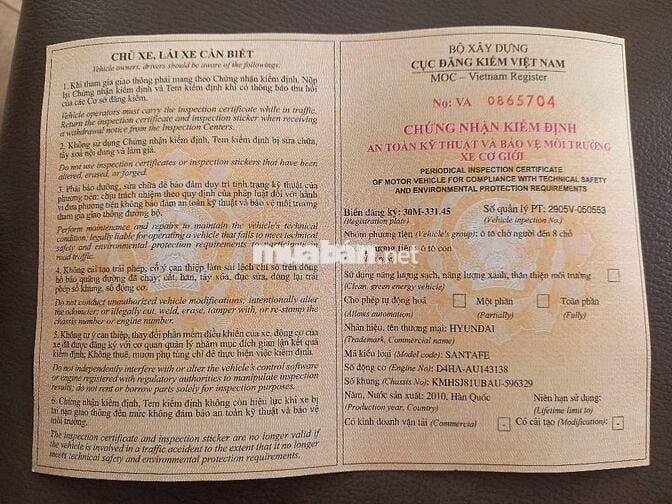 CHỦ XE, LÁI XE CẦN BIẾT
Vehicle owners, drivers should be aware of the followings:
1. Khi tham gia giao thông phải mang theo Chứng nhận kiểm định. Nộp
lại Chứng nhận kiểm định và Tem kiểm định khi có thông báo thu hồi
của các Cơ sở đăng kiểm.
Vehicle operators must carry the inspection certificate while in traffic.
Return the inspection certificate and inspection sticker when receiving
a withdrawal notice from the Inspection Centers.
2. Không sử dụng Chứng nhận kiểm định, Tem kiểm định bị sửa chữa,
tẩy xoá nội dung và làm giả.
Do not use inspection certificates or inspection stickers that have been
altered, erased, or forged.
3. Phải bảo dưỡng, sửa chữa để bảo đảm duy trì tình trạng kỹ thuật của
phương tiện; chịu trách nhiệm theo quy định của pháp luật đối với hành
vi đưa phương tiện không bảo đảm an toàn kỹ thuật và bảo vệ môi trường
tham gia giao thông đường bộ.
Perform maintenance and repairs to maintain the vehicle's technical
condition; legally liable for operating a vehicle that fails to meet technical
safety and environmental protection requirements on
road traffic.
4. Không cải tạo trái phép, cố ý can thiệp làm sai lệch chỉ số trên đồng
hồ báo quãng đường đã chạy; cắt, hàn, tẩy xóa, đục sửa, đóng lại trái
phép số khung, số động cơ.
Do not conduct unauthorized vehicle modifications; intentionally alter
the odometer; or illegally cut, weld, erase, tamper with, or re-stamp the
chassis number or engine number.
5. Không tự ý can thiệp, thay đổi phần mềm điều khiển của xe, động cơ của
xe đã được đăng ký với cơ quan quản lý nhằm mục đích gian lận kết quả
kiểm định; Không thuê, mượn phụ tùng chỉ để thực hiện việc kiểm định.
Do not independently interfere with or alter the vehicle's control software
or engine registered with regulatory authorities to manipulate inspection
results; do not rent or borrow parts solely for inspection purposes.
6. Chứng nhận kiểm định, Tem kiểm định không còn hiệu lực khi xe bị
tai nạn giao thông đến mức không đảm bảo an toàn kỹ thuật và bảo vệ
môi trường.
The inspection certificate and inspection sticker are no longer valid if
the vehicle is involved in a traffic accident to the extent that it no longer
meets technical safety and environmental protection requirements.
BỘ XÂY DỰNG
CỤC ĐĂNG KIỂM VIỆT NAM
MOC – Vietnam Register
No: VA 0865704
CHỨNG NHẬN KIỂM ĐỊNH
AN TOÀN KỸ THUẬT VÀ BẢO VỆ MÔI TRƯỜNG
XE CƠ GIỚI
PERIODICAL INSPECTION CERTIFICATE
OF MOTOR VEHICLE FOR COMPLIANCE WITH TECHNICAL SAFETY
AND ENVIRONMENTAL PROTECTION REQUIREMENTS
Biển đăng ký: 30M-331.45 Số quản lý PT: 2905V-050553
(Registration plate) (Vehicle inpection No.)
Nhóm phương tiện (Vehicle's group): ô tô chở người đến 8 chỗ
phương tiện ô tô con
Sử dụng năng lượng sạch, năng lượng xanh, thân thiện môi trường
(Clean, green energy vehicle)
Cho phép tự động hoá Một phần Toàn phần
(Allows automation) (Partially) (Fully)
Nhãn hiệu, tên thương mại: HYUNDAI
(Trademark, Commercial name)
Mã kiểu loại (Model code): SANTAFE
Số động cơ (Engine No): D4HA-AU143138
Số khung (Chassis No): KMHSJ81UBAU-596329
Năm, Nước sản xuất: 2010, Hàn Quốc Niên hạn sử dụng:
(Production year, Country) (Lifetime limit to)
Có kinh doanh vận tải (Commercial - Có cải tạo (Modification): -
muaban.net